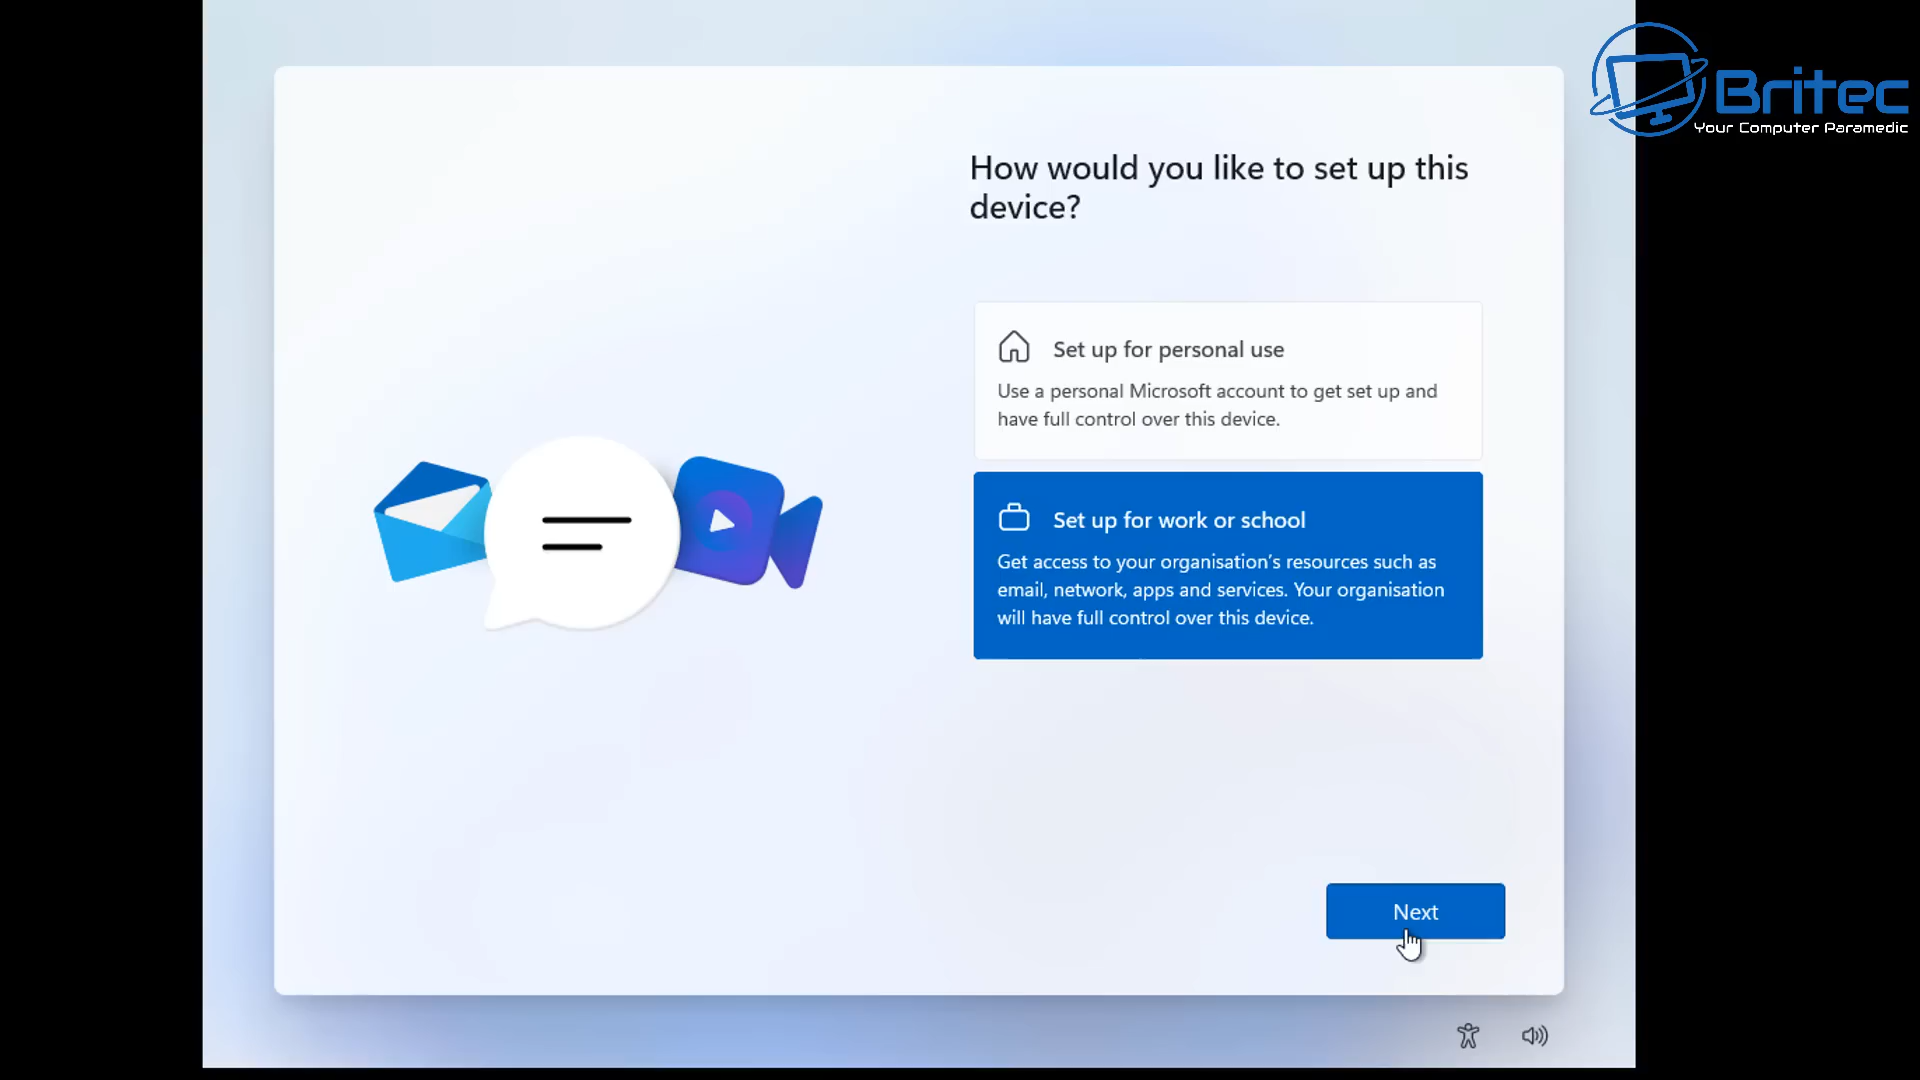 Britec
Your Computer Paramedic
How would you like to set up this
device?
Set up for personal use
Use a personal Microsoft account to get set up and
have full control over this device.
Set up for work or school
Get access to your organisation's resources such as
email, network, apps and services. Your organisation
will have full control over this device.
Next